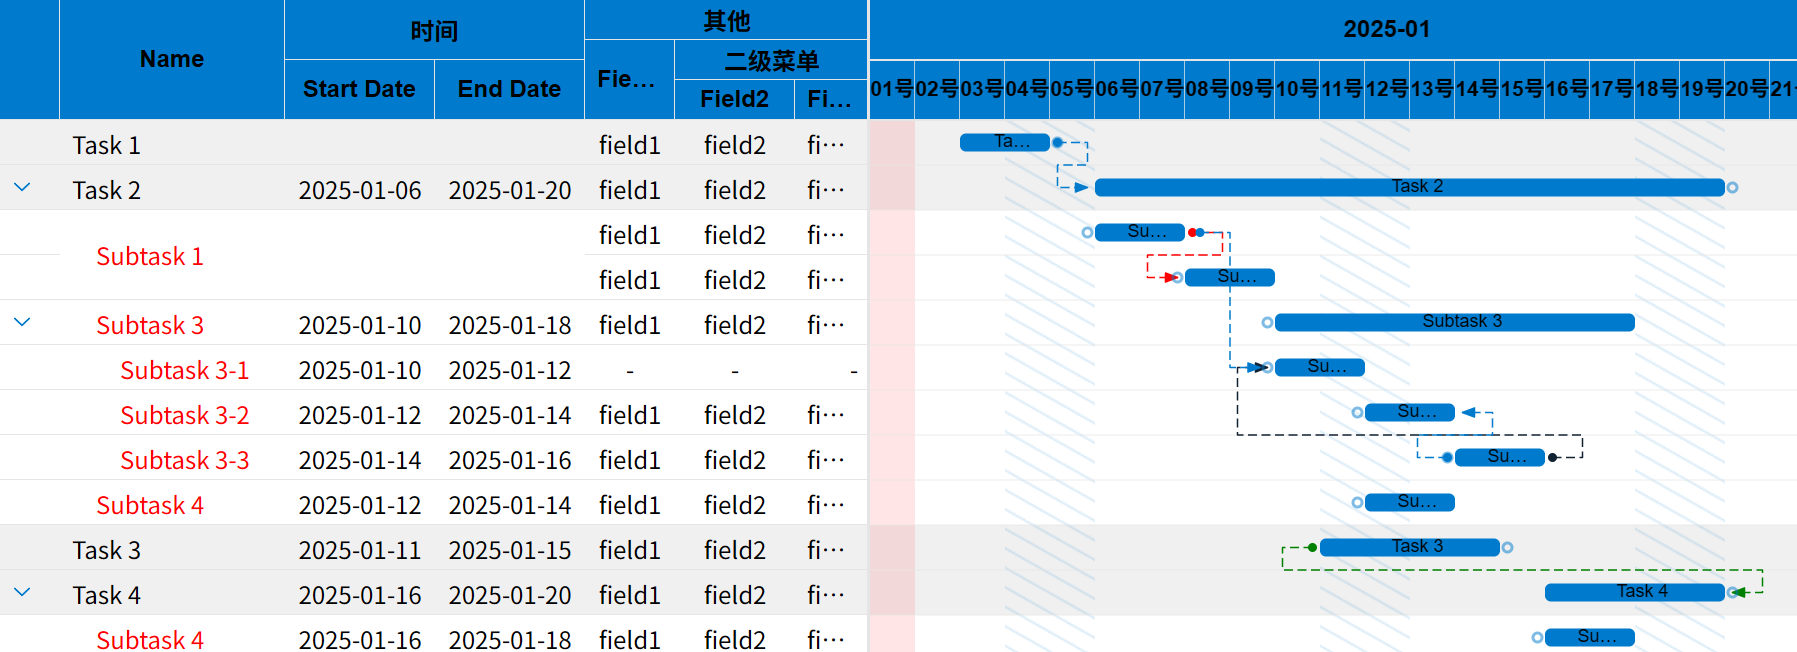 Name
时间
Start Date
End Date
其他
Fie...
二级菜单
Field2
Fi...
2025-01
01号 02号 03号 04号 05号 06号 07号 08号 09号 10号 11号 12号 13号 14号 15号 16号 17号 18号 19号 20号 21
Task 1 field1 field2 fi··· Ta...
Task 2 2025-01-06 2025-01-20 field1 field2 fi··· Task 2
Subtask 1
field1 field2 fi··· Su...
field1 field2 fi··· Su...
Subtask 3 2025-01-10 2025-01-18 field1 field2 fi··· Subtask 3
Subtask 3-1 2025-01-10 2025-01-12 - - - Su...
Subtask 3-2 2025-01-12 2025-01-14 field1 field2 fi··· Su...
Subtask 3-3 2025-01-14 2025-01-16 field1 field2 fi··· Su...
Subtask 4 2025-01-12 2025-01-14 field1 field2 fi··· Su...
Task 3 2025-01-11 2025-01-15 field1 field2 fi··· Task 3
Task 4 2025-01-16 2025-01-20 field1 field2 fi··· Task 4
Subtask 4 2025-01-16 2025-01-18 field1 field2 fi··· Su...